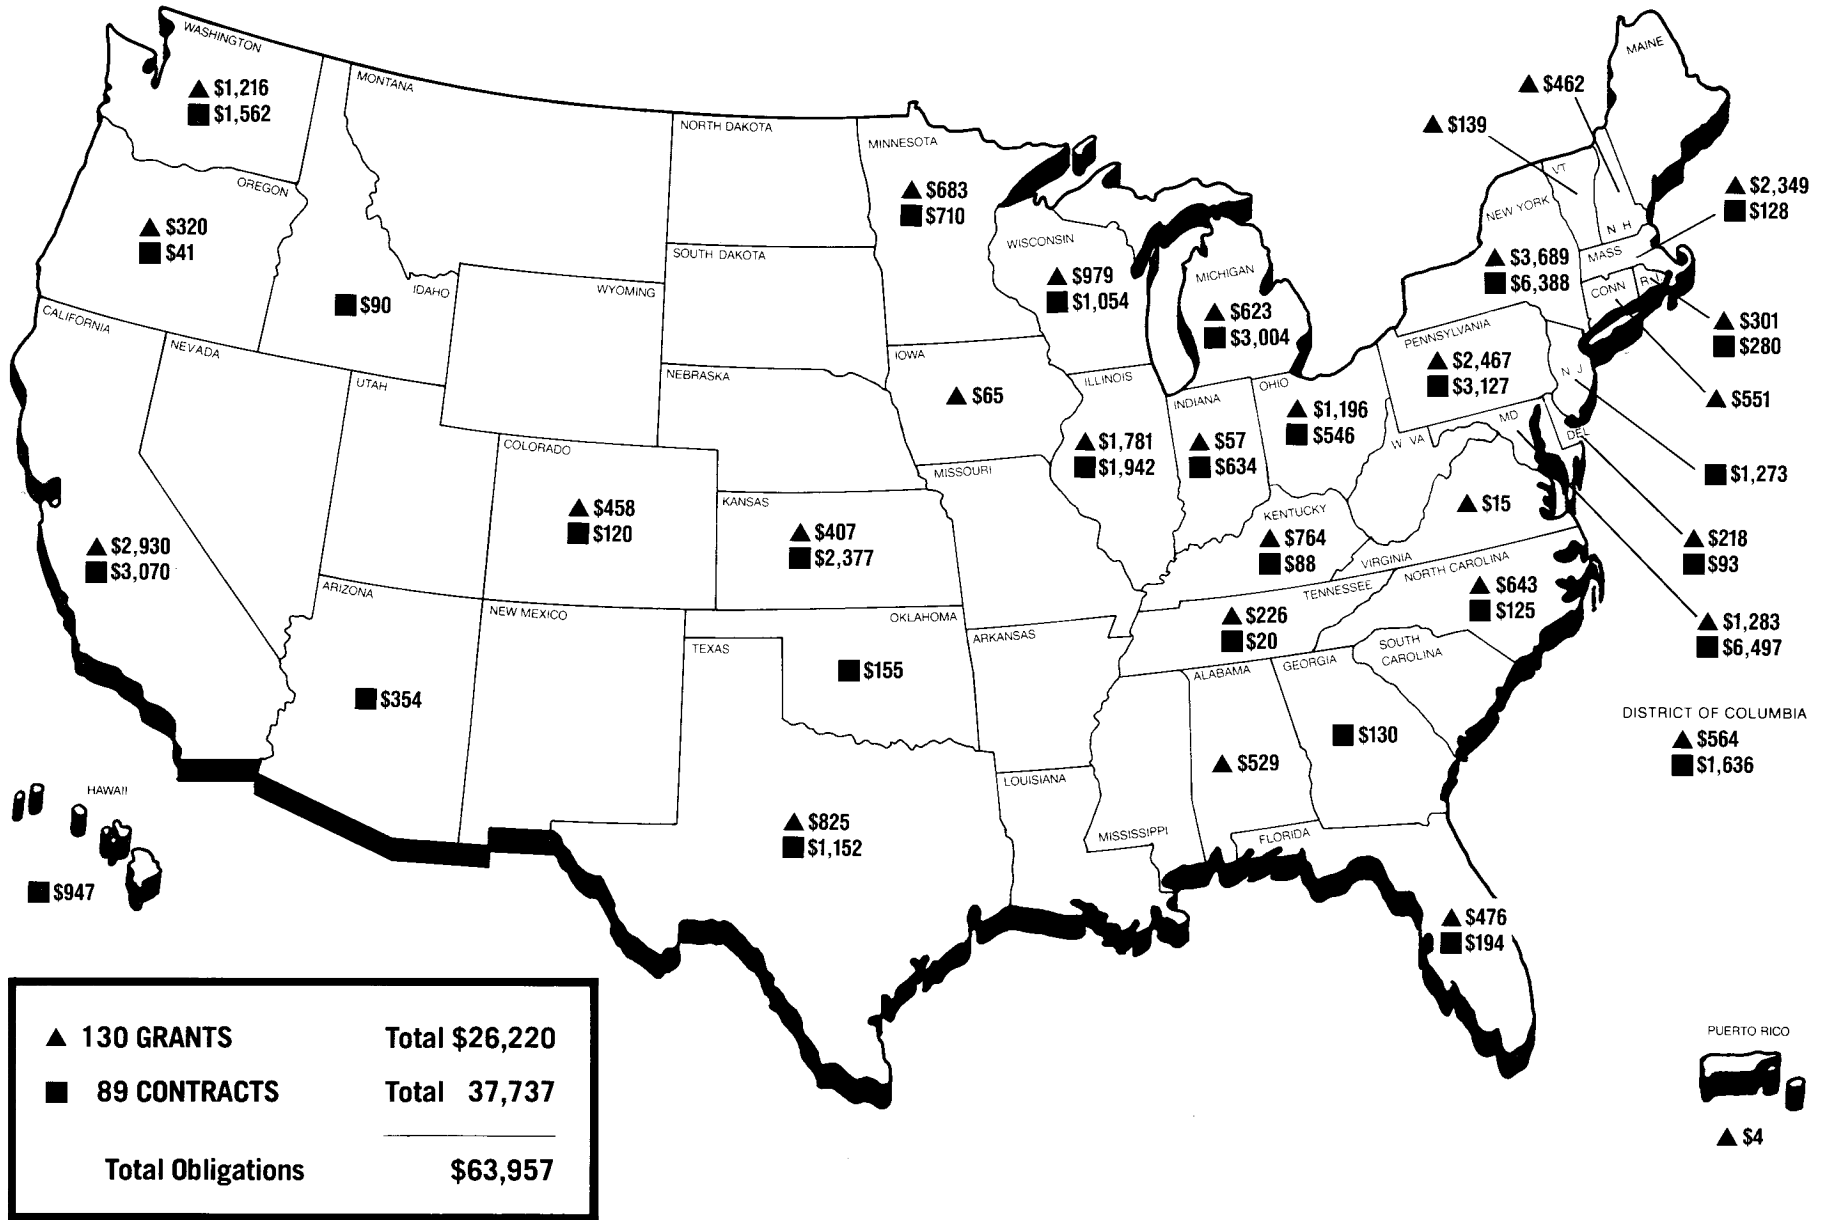 WASHINGTON
▲ $1,216
■ $1,562
MONTANA
NORTH DAKOTA
MINNESOTA
▲ $683
■ $710
MAINE
▲ $462
▲ $139
VT
N H
▲ $2,349
■ $128
OREGON
▲ $320
■ $41
IDAHO
■ $90
WYOMING
SOUTH DAKOTA
WISCONSIN
▲ $979
■ $1,054
MICHIGAN
▲ $623
■ $3,004
NEW YORK
▲ $3,689
■ $6,388
MASS
CONN
R I
▲ $301
■ $280
▲ $551
CALIFORNIA
▲ $2,930
■ $3,070
NEVADA
UTAH
NEBRASKA
IOWA
▲ $65
ILLINOIS
▲ $1,781
■ $1,942
INDIANA
▲ $57
■ $634
OHIO
▲ $1,196
■ $546
PENNSYLVANIA
▲ $2,467
■ $3,127
N J
■ $1,273
W VA
MD
DEL
▲ $218
■ $93
▲ $1,283
■ $6,497
COLORADO
▲ $458
■ $120
KANSAS
▲ $407
■ $2,377
MISSOURI
KENTUCKY
▲ $764
■ $88
▲ $15
VIRGINIA
ARIZONA
■ $354
NEW MEXICO
OKLAHOMA
■ $155
TEXAS
▲ $825
■ $1,152
ARKANSAS
TENNESSEE
▲ $226
■ $20
NORTH CAROLINA
▲ $643
■ $125
SOUTH
CAROLINA
GEORGIA
■ $130
ALABAMA
▲ $529
MISSISSIPPI
LOUISIANA
FLORIDA
▲ $476
■ $194
DISTRICT OF COLUMBIA
▲ $564
■ $1,636
HAWAII
■ $947
PUERTO RICO
▲ $4
▲ 130 GRANTS Total $26,220
■ 89 CONTRACTS Total 37,737
Total Obligations $63,957